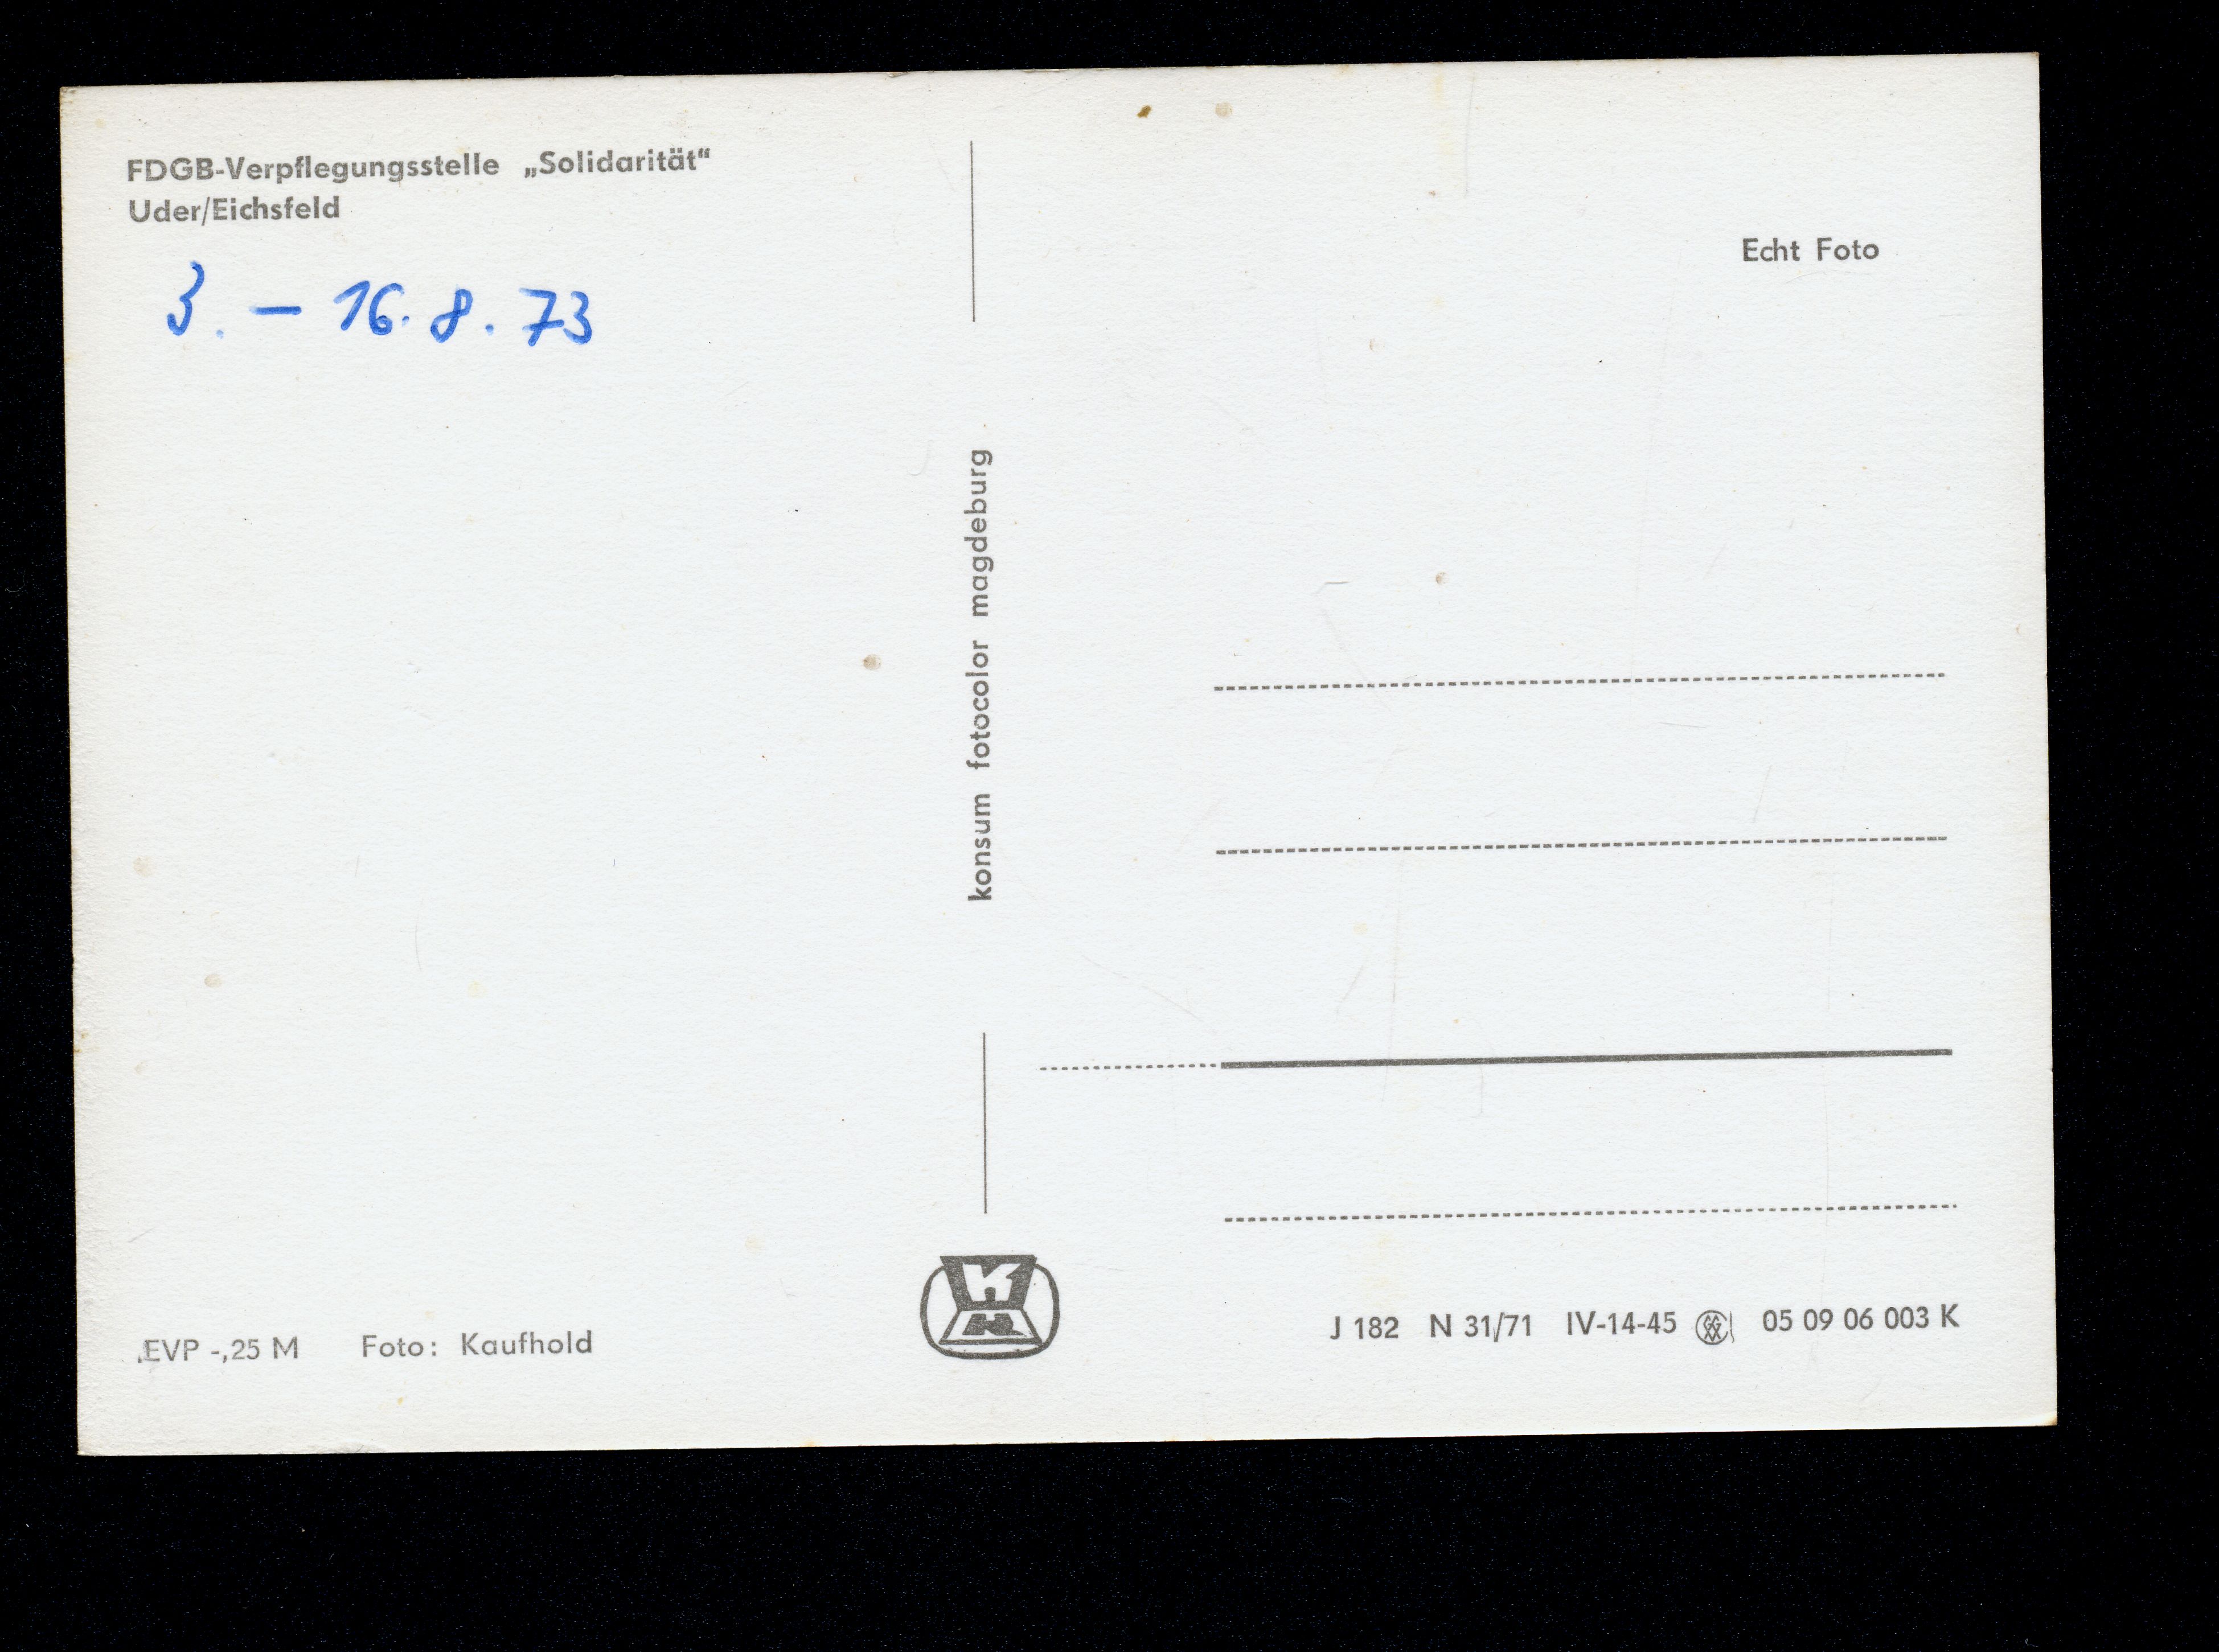 FDGB-Verpflegungsstelle „Solidarität“
Uder/Eichsfeld
3. – 16. 8. 73
EVP -,25 M Foto: Kaufhold
konsum fotocolor magdeburg
Echt Foto
J 182 N 31/71 IV-14-45 05 09 06 003 K